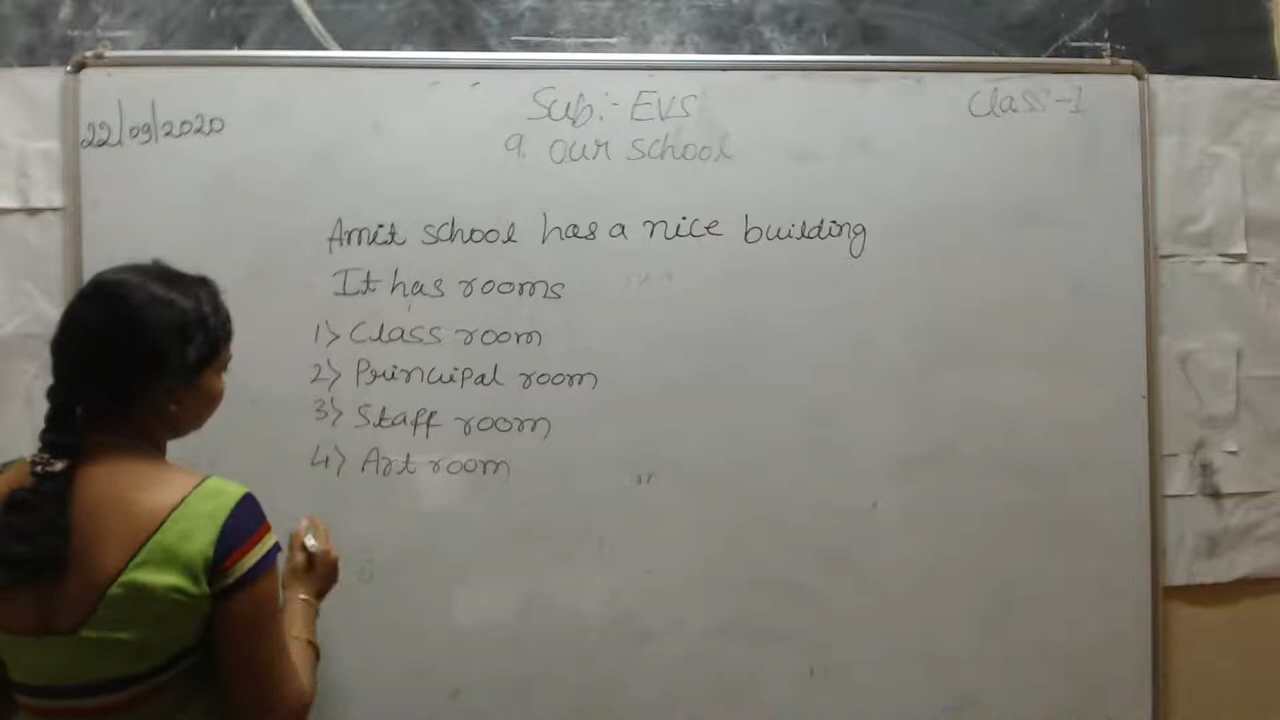 22/09/2020
Sub:- EVS
Class-1
9. Our School
Amit school has a nice building
It has rooms
1> Class room
2> Principal room
3> Staff room
4> Art room